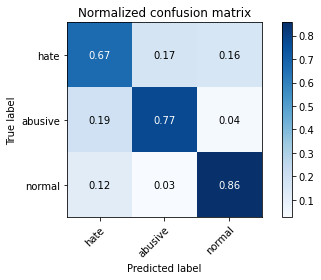 Normalized confusion matrix
True label
hate
0.67 0.17 0.16
abusive
0.19 0.77 0.04
normal
0.12 0.03 0.86
hate abusive normal
Predicted label
0.8
0.7
0.6
0.5
0.4
0.3
0.2
0.1